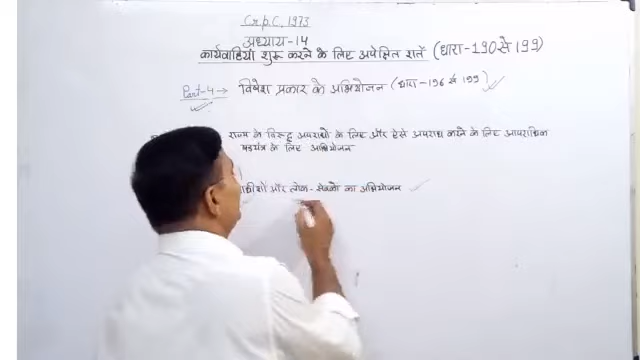 Cr.p.C. 1973
अध्याय-14
कार्यवाहियाँ शुरू करने के लिए अपेक्षित शर्तें (धारा-190 से 199)
Part-4 → विशेष प्रकार के अभियोजन (धारा-196 से 199)
राज्य के विरुद्ध अपराधों के लिए और ऐसे अपराध करने के लिए आपराधिक
षडयंत्र के लिए अभियोजन
और लोक-सेवकों का अभियोजन